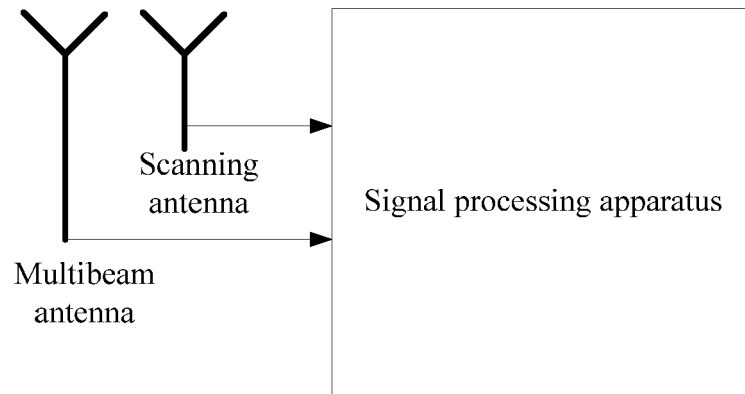 Scanning
antenna
Signal processing apparatus
Multibeam
antenna